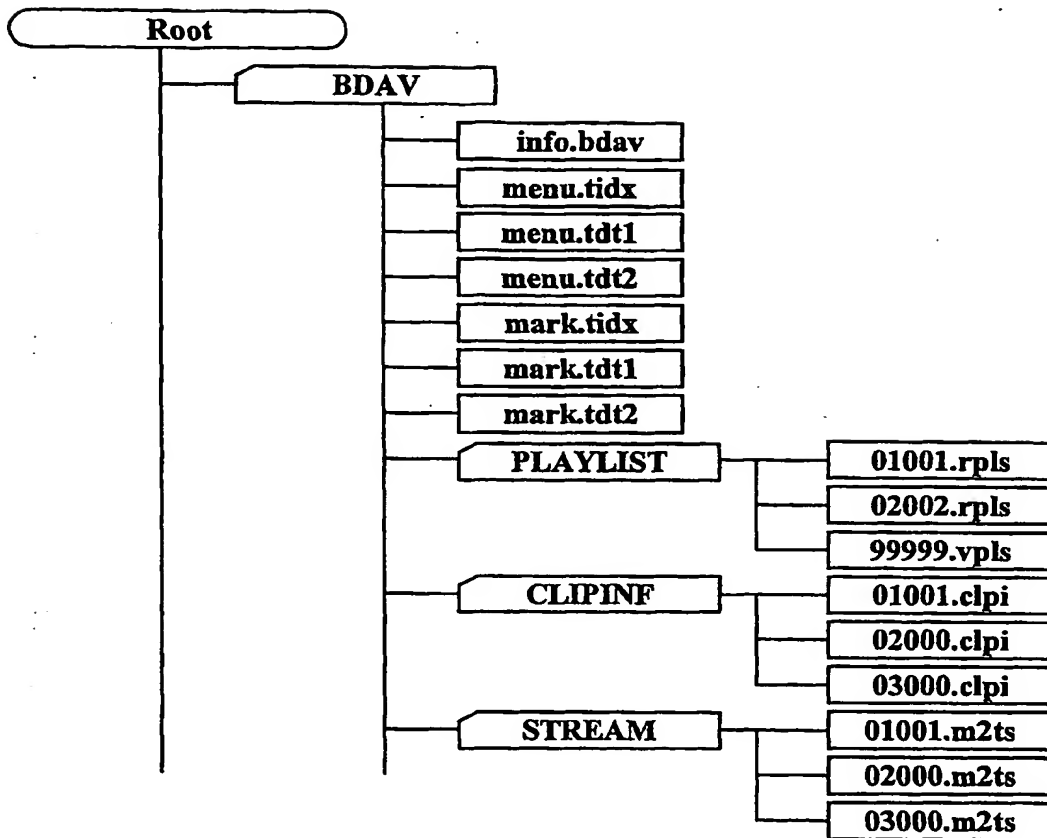 Root
BDAV
info.bdav
menu.tidx
menu.tdt1
menu.tdt2
mark.tidx
mark.tdt1
mark.tdt2
PLAYLIST
01001.rpls
02002.rpls
99999.vpls
CLIPINF
01001.clpi
02000.clpi
03000.clpi
STREAM
01001.m2ts
02000.m2ts
03000.m2ts